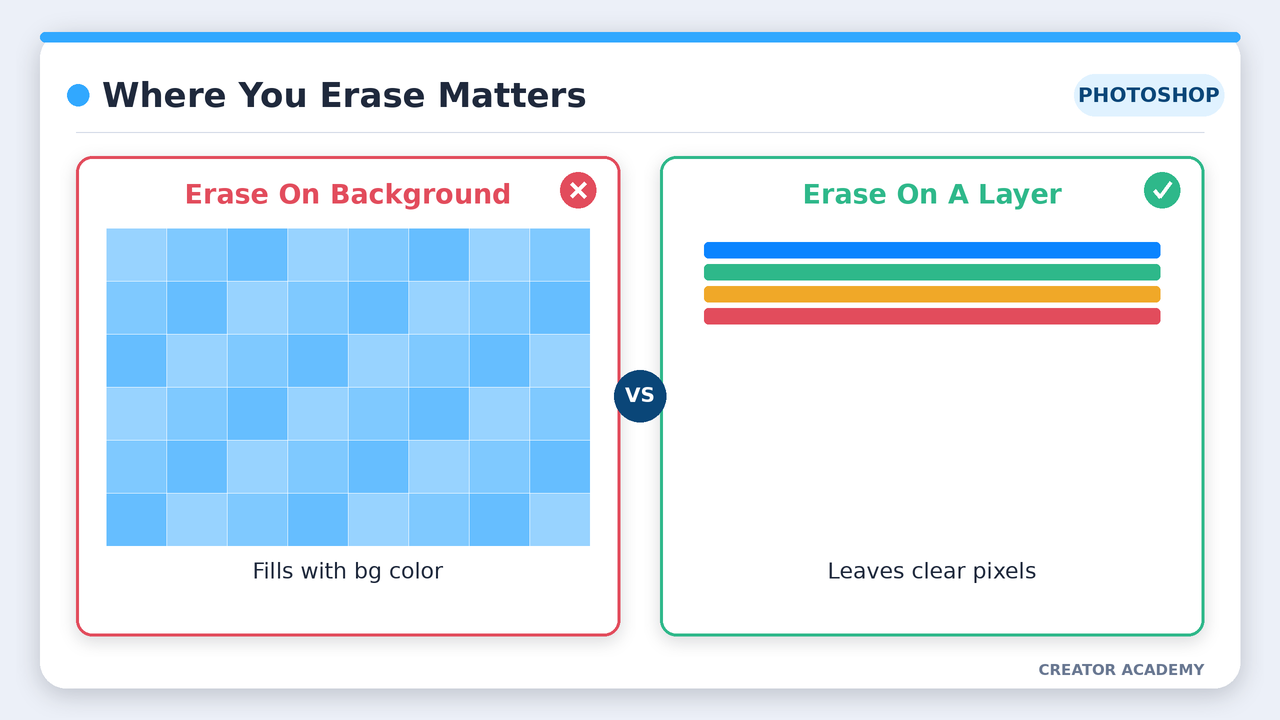 Where You Erase Matters
PHOTOSHOP
Erase On Background
Erase On A Layer
VS
Fills with bg color
Leaves clear pixels
CREATOR ACADEMY